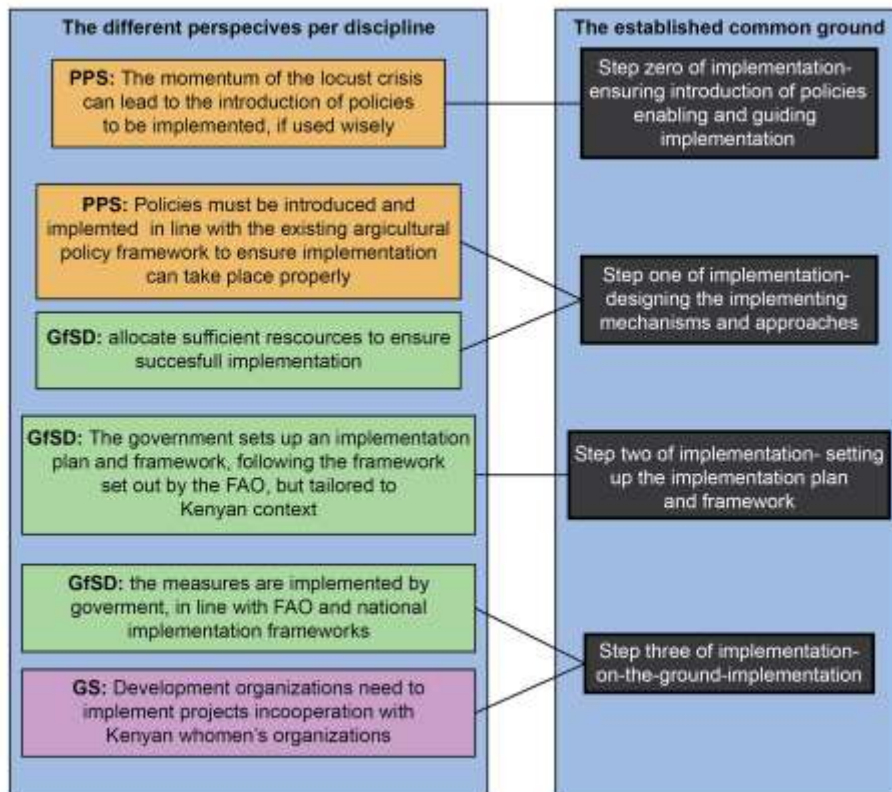 The different perspecives per discipline
PPS: The momentum of the locust crisis
can lead to the introduction of policies
to be implemented, if used wisely
PPS: Policies must be introduced and
implemted in line with the existing argicultural
policy framework to ensure implementation
can take place properly
GfSD: allocate sufficient rescources to ensure
succesfull implementation
GfSD: The government sets up an implementation
plan and framework, following the framework
set out by the FAO, but tailored to
Kenyan context
GfSD: the measures are implemented by
goverment, in line with FAO and national
implementation frameworks
GS: Development organizations need to
implement projects incooperation with
Kenyan whomen's organizations
The established common ground
Step zero of implementation-
ensuring introduction of policies
enabling and guiding
implementation
Step one of implementation-
designing the implementing
mechanisms and approaches
Step two of implementation- setting
up the implementation plan
and framework
Step three of implementation-
on-the-ground-implementation